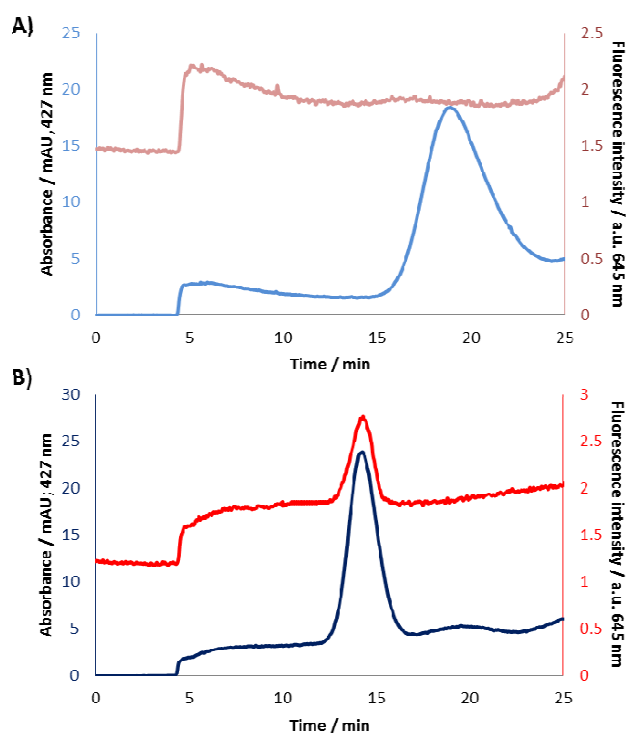 A)
Absorbance / mAU, 427 nm
25
20
15
10
5
0
0 5 10 15 20 25
Time / min
2.5
2
1.5
1
0.5
0
Fluorescence intensity / a.u. 645 nm
B)
Absorbance / mAU; 427 nm
30
25
20
15
10
5
0
0 5 10 15 20 25
Time / min
3
2.5
2
1.5
1
0.5
0
Fluorescence intensity / a.u. 645 nm